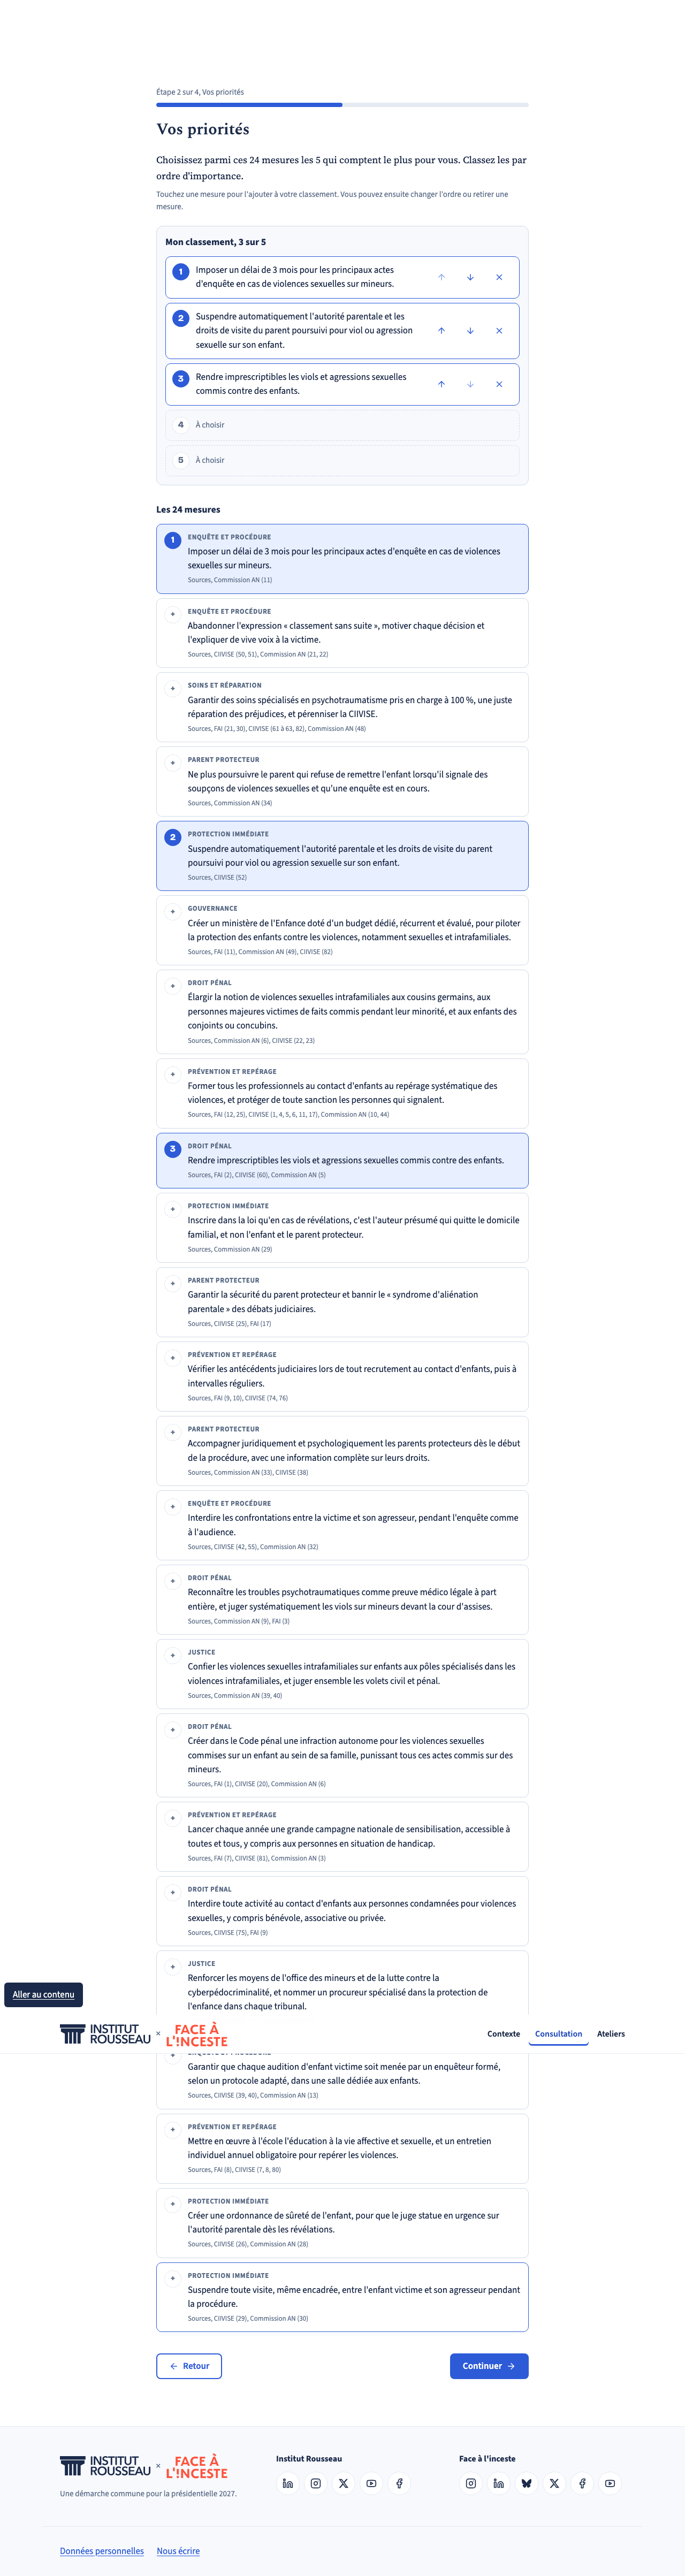 Étape 2 sur 4, Vos priorités
Vos priorités
Choisissez parmi ces 24 mesures les 5 qui comptent le plus pour vous. Classez les par
ordre d'importance.
Touchez une mesure pour l'ajouter à votre classement. Vous pouvez ensuite changer l'ordre ou retirer une
mesure.
Mon classement, 3 sur 5
1
Imposer un délai de 3 mois pour les principaux actes
d'enquête en cas de violences sexuelles sur mineurs.
2
Suspendre automatiquement l'autorité parentale et les
droits de visite du parent poursuivi pour viol ou agression
sexuelle sur son enfant.
3
Rendre imprescriptibles les viols et agressions sexuelles
commis contre des enfants.
4 À choisir
5 À choisir
Les 24 mesures
1 ENQUÊTE ET PROCÉDURE
Imposer un délai de 3 mois pour les principaux actes d'enquête en cas de violences
sexuelles sur mineurs.
Sources, Commission AN (11)
+ ENQUÊTE ET PROCÉDURE
Abandonner l'expression « classement sans suite », motiver chaque décision et
l'expliquer de vive voix à la victime.
Sources, CIIVISE (50, 51), Commission AN (21, 22)
+ SOINS ET RÉPARATION
Garantir des soins spécialisés en psychotraumatisme pris en charge à 100 %, une juste
réparation des préjudices, et pérenniser la CIIVISE.
Sources, FAI (21, 30), CIIVISE (61 à 63, 82), Commission AN (48)
+ PARENT PROTECTEUR
Ne plus poursuivre le parent qui refuse de remettre l'enfant lorsqu'il signale des
soupçons de violences sexuelles et qu'une enquête est en cours.
Sources, Commission AN (34)
2 PROTECTION IMMÉDIATE
Suspendre automatiquement l'autorité parentale et les droits de visite du parent
poursuivi pour viol ou agression sexuelle sur son enfant.
Sources, CIIVISE (52)
+ GOUVERNANCE
Créer un ministère de l'Enfance doté d'un budget dédié, récurrent et évalué, pour piloter
la protection des enfants contre les violences, notamment sexuelles et intrafamiliales.
Sources, FAI (11), Commission AN (49), CIIVISE (82)
+ DROIT PÉNAL
Élargir la notion de violences sexuelles intrafamiliales aux cousins germains, aux
personnes majeures victimes de faits commis pendant leur minorité, et aux enfants des
conjoints ou concubins.
Sources, Commission AN (6), CIIVISE (22, 23)
+ PRÉVENTION ET REPÉRAGE
Former tous les professionnels au contact d'enfants au repérage systématique des
violences, et protéger de toute sanction les personnes qui signalent.
Sources, FAI (12, 25), CIIVISE (1, 4, 5, 6, 11, 17), Commission AN (10, 44)
3 DROIT PÉNAL
Rendre imprescriptibles les viols et agressions sexuelles commis contre des enfants.
Sources, FAI (2), CIIVISE (60), Commission AN (5)
+ PROTECTION IMMÉDIATE
Inscrire dans la loi qu'en cas de révélations, c'est l'auteur présumé qui quitte le domicile
familial, et non l'enfant et le parent protecteur.
Sources, Commission AN (29)
+ PARENT PROTECTEUR
Garantir la sécurité du parent protecteur et bannir le « syndrome d'aliénation
parentale » des débats judiciaires.
Sources, CIIVISE (25), FAI (17)
+ PRÉVENTION ET REPÉRAGE
Vérifier les antécédents judiciaires lors de tout recrutement au contact d'enfants, puis à
intervalles réguliers.
Sources, FAI (9, 10), CIIVISE (74, 76)
+ PARENT PROTECTEUR
Accompagner juridiquement et psychologiquement les parents protecteurs dès le début
de la procédure, avec une information complète sur leurs droits.
Sources, Commission AN (33), CIIVISE (38)
+ ENQUÊTE ET PROCÉDURE
Interdire les confrontations entre la victime et son agresseur, pendant l'enquête comme
à l'audience.
Sources, CIIVISE (42, 55), Commission AN (32)
+ DROIT PÉNAL
Reconnaître les troubles psychotraumatiques comme preuve médico légale à part
entière, et juger systématiquement les viols sur mineurs devant la cour d'assises.
Sources, Commission AN (9), FAI (3)
+ JUSTICE
Confier les violences sexuelles intrafamiliales sur enfants aux pôles spécialisés dans les
violences intrafamiliales, et juger ensemble les volets civil et pénal.
Sources, Commission AN (39, 40)
+ DROIT PÉNAL
Créer dans le Code pénal une infraction autonome pour les violences sexuelles
commises sur un enfant au sein de sa famille, punissant tous ces actes commis sur des
mineurs.
Sources, FAI (1), CIIVISE (20), Commission AN (6)
+ PRÉVENTION ET REPÉRAGE
Lancer chaque année une grande campagne nationale de sensibilisation, accessible à
toutes et tous, y compris aux personnes en situation de handicap.
Sources, FAI (7), CIIVISE (81), Commission AN (3)
+ DROIT PÉNAL
Interdire toute activité au contact d'enfants aux personnes condamnées pour violences
sexuelles, y compris bénévole, associative ou privée.
Sources, CIIVISE (75), FAI (9)
+ JUSTICE
Renforcer les moyens de l'office des mineurs et de la lutte contre la
cyberpédocriminalité, et nommer un procureur spécialisé dans la protection de
l'enfance dans chaque tribunal.
Aller au contenu
INSTITUT ROUSSEAU × FACE À L'INCESTE
Contexte Consultation Ateliers
+ ENQUÊTE ET PROCÉDURE
Garantir que chaque audition d'enfant victime soit menée par un enquêteur formé,
selon un protocole adapté, dans une salle dédiée aux enfants.
Sources, CIIVISE (39, 40), Commission AN (13)
+ PRÉVENTION ET REPÉRAGE
Mettre en œuvre à l'école l'éducation à la vie affective et sexuelle, et un entretien
individuel annuel obligatoire pour repérer les violences.
Sources, FAI (8), CIIVISE (7, 8, 80)
+ PROTECTION IMMÉDIATE
Créer une ordonnance de sûreté de l'enfant, pour que le juge statue en urgence sur
l'autorité parentale dès les révélations.
Sources, CIIVISE (26), Commission AN (28)
+ PROTECTION IMMÉDIATE
Suspendre toute visite, même encadrée, entre l'enfant victime et son agresseur pendant
la procédure.
Sources, CIIVISE (29), Commission AN (30)
← Retour
Continuer →
INSTITUT ROUSSEAU × FACE À L'INCESTE
Une démarche commune pour la présidentielle 2027.
Institut Rousseau
Face à l'inceste
Données personnelles Nous écrire